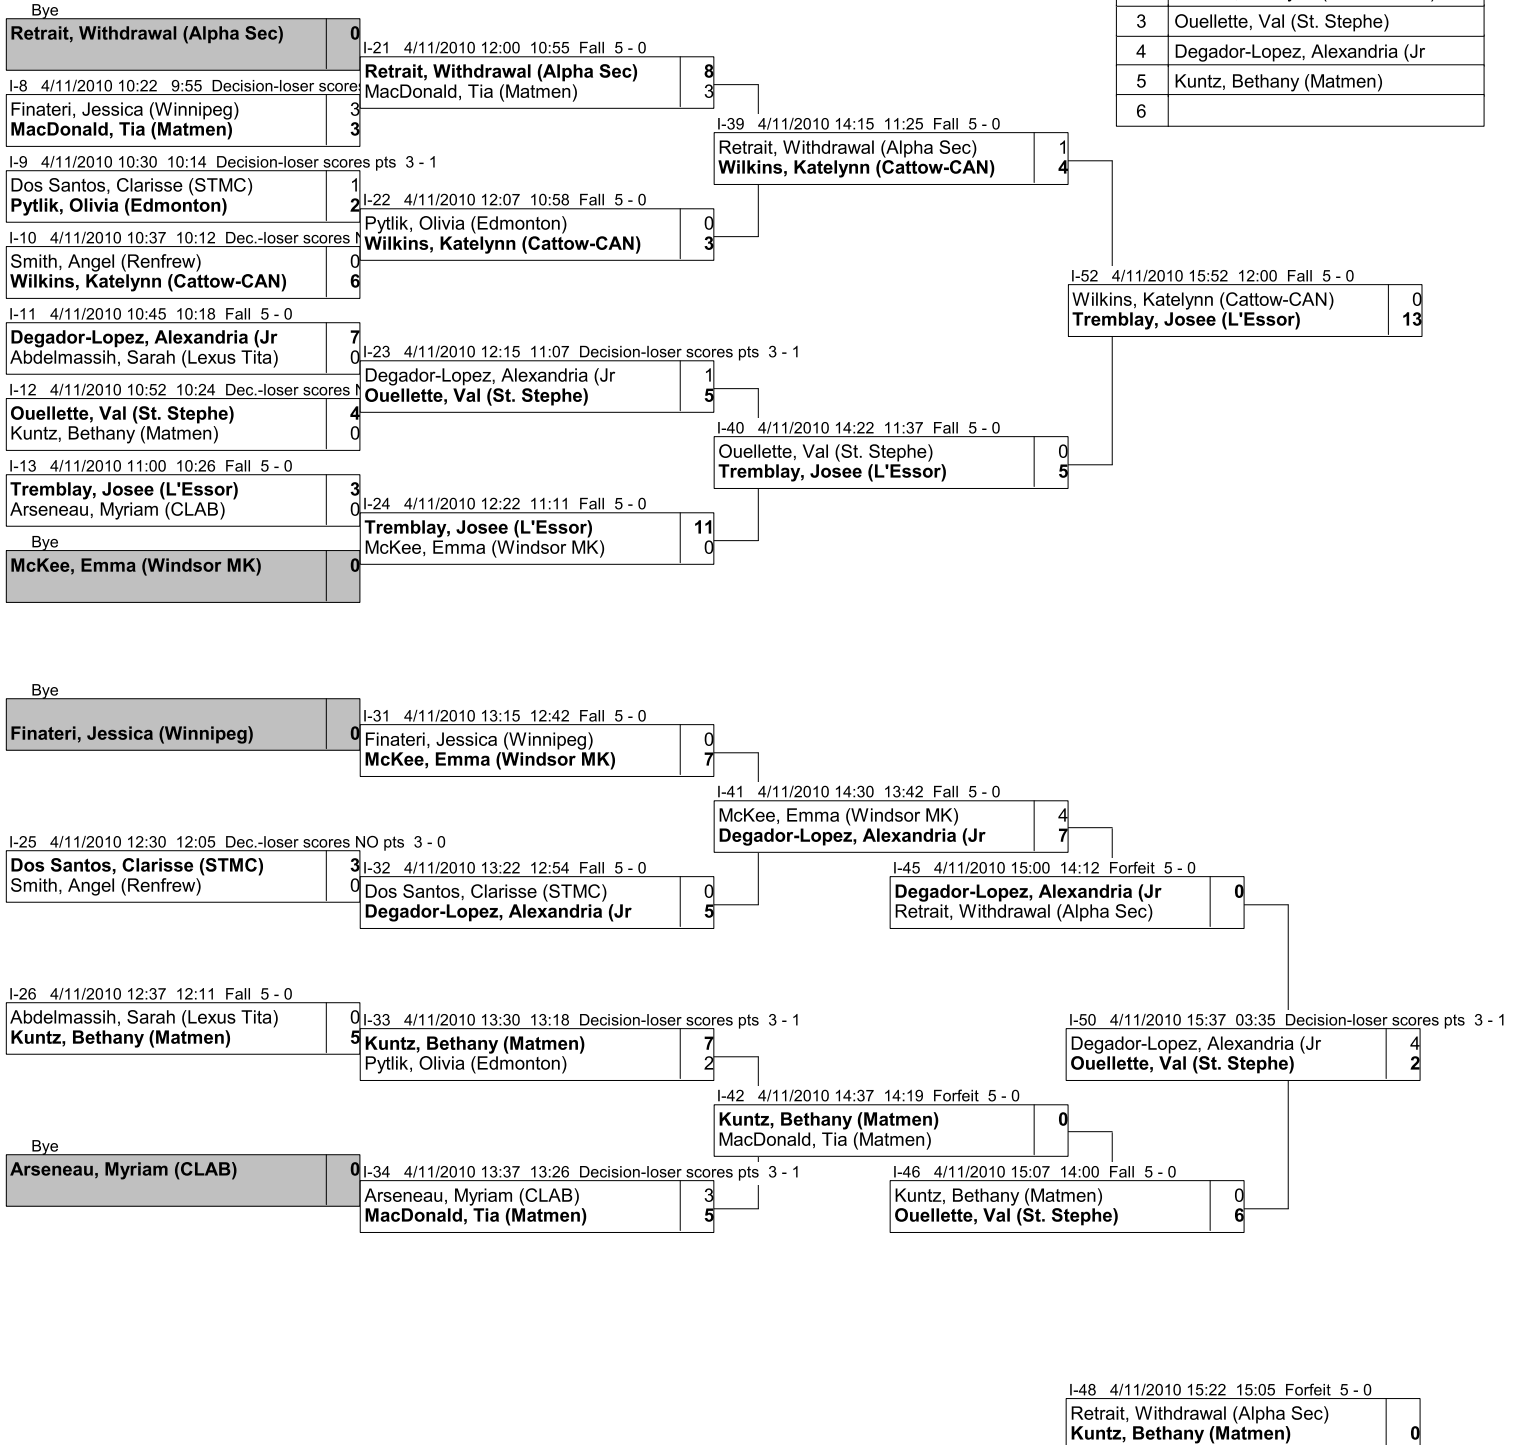 Bye
Retrait, Withdrawal (Alpha Sec) 0
I-8 4/11/2010 10:22 9:55 Decision-loser scores
Finateri, Jessica (Winnipeg) 3
MacDonald, Tia (Matmen) 3
I-9 4/11/2010 10:30 10:14 Decision-loser scores pts 3 - 1
Dos Santos, Clarisse (STMC) 1
Pytlik, Olivia (Edmonton) 2
I-10 4/11/2010 10:37 10:12 Dec.-loser scores
Smith, Angel (Renfrew) 0
Wilkins, Katelynn (Cattow-CAN) 6
I-11 4/11/2010 10:45 10:18 Fall 5 - 0
Degador-Lopez, Alexandria (Jr 7
Abdelmassih, Sarah (Lexus Tita) 0
I-12 4/11/2010 10:52 10:24 Dec.-loser scores
Ouellette, Val (St. Stephe) 4
Kuntz, Bethany (Matmen) 0
I-13 4/11/2010 11:00 10:26 Fall 5 - 0
Tremblay, Josee (L'Essor) 3
Arseneau, Myriam (CLAB) 0
Bye
McKee, Emma (Windsor MK) 0
I-21 4/11/2010 12:00 10:55 Fall 5 - 0
Retrait, Withdrawal (Alpha Sec) 8
MacDonald, Tia (Matmen) 3
I-22 4/11/2010 12:07 10:58 Fall 5 - 0
Pytlik, Olivia (Edmonton) 0
Wilkins, Katelynn (Cattow-CAN) 3
I-23 4/11/2010 12:15 11:07 Decision-loser scores pts 3 - 1
Degador-Lopez, Alexandria (Jr 1
Ouellette, Val (St. Stephe) 5
I-24 4/11/2010 12:22 11:11 Fall 5 - 0
Tremblay, Josee (L'Essor) 11
McKee, Emma (Windsor MK) 0
I-39 4/11/2010 14:15 11:25 Fall 5 - 0
Retrait, Withdrawal (Alpha Sec) 1
Wilkins, Katelynn (Cattow-CAN) 4
I-40 4/11/2010 14:22 11:37 Fall 5 - 0
Ouellette, Val (St. Stephe) 0
Tremblay, Josee (L'Essor) 5
I-52 4/11/2010 15:52 12:00 Fall 5 - 0
Wilkins, Katelynn (Cattow-CAN) 0
Tremblay, Josee (L'Essor) 13
3 Ouellette, Val (St. Stephe)
4 Degador-Lopez, Alexandria (Jr
5 Kuntz, Bethany (Matmen)
6
Bye
Finateri, Jessica (Winnipeg) 0
I-25 4/11/2010 12:30 12:05 Dec.-loser scores NO pts 3 - 0
Dos Santos, Clarisse (STMC) 3
Smith, Angel (Renfrew) 0
I-26 4/11/2010 12:37 12:11 Fall 5 - 0
Abdelmassih, Sarah (Lexus Tita) 0
Kuntz, Bethany (Matmen) 5
Bye
Arseneau, Myriam (CLAB) 0
I-31 4/11/2010 13:15 12:42 Fall 5 - 0
Finateri, Jessica (Winnipeg) 0
McKee, Emma (Windsor MK) 7
I-32 4/11/2010 13:22 12:54 Fall 5 - 0
Dos Santos, Clarisse (STMC) 0
Degador-Lopez, Alexandria (Jr 5
I-33 4/11/2010 13:30 13:18 Decision-loser scores pts 3 - 1
Kuntz, Bethany (Matmen) 7
Pytlik, Olivia (Edmonton) 2
I-34 4/11/2010 13:37 13:26 Decision-loser scores pts 3 - 1
Arseneau, Myriam (CLAB) 3
MacDonald, Tia (Matmen) 5
I-41 4/11/2010 14:30 13:42 Fall 5 - 0
McKee, Emma (Windsor MK) 4
Degador-Lopez, Alexandria (Jr 7
I-42 4/11/2010 14:37 14:19 Forfeit 5 - 0
Kuntz, Bethany (Matmen) 0
MacDonald, Tia (Matmen)
I-45 4/11/2010 15:00 14:12 Forfeit 5 - 0
Degador-Lopez, Alexandria (Jr 0
Retrait, Withdrawal (Alpha Sec)
I-46 4/11/2010 15:07 14:00 Fall 5 - 0
Kuntz, Bethany (Matmen) 0
Ouellette, Val (St. Stephe) 6
I-50 4/11/2010 15:37 03:35 Decision-loser scores pts 3 - 1
Degador-Lopez, Alexandria (Jr 4
Ouellette, Val (St. Stephe) 2
I-48 4/11/2010 15:22 15:05 Forfeit 5 - 0
Retrait, Withdrawal (Alpha Sec)
Kuntz, Bethany (Matmen) 0